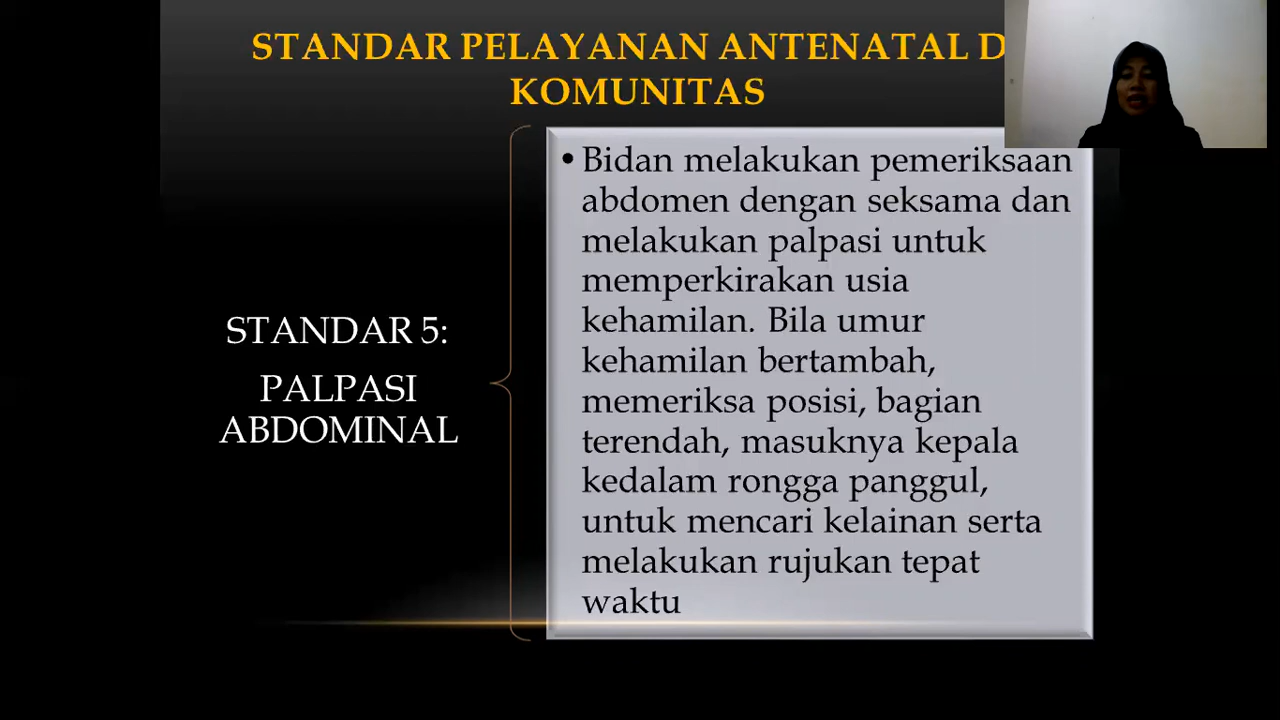 STANDAR PELAYANAN ANTENATAL
KOMUNITAS
STANDAR 5:
PALPASI
ABDOMINAL
• Bidan melakukan pemeriksaan
abdomen dengan seksama dan
melakukan palpasi untuk
memperkirakan usia
kehamilan. Bila umur
kehamilan bertambah,
memeriksa posisi, bagian
terendah, masuknya kepala
kedalam rongga panggul,
untuk mencari kelainan serta
melakukan rujukan tepat
waktu